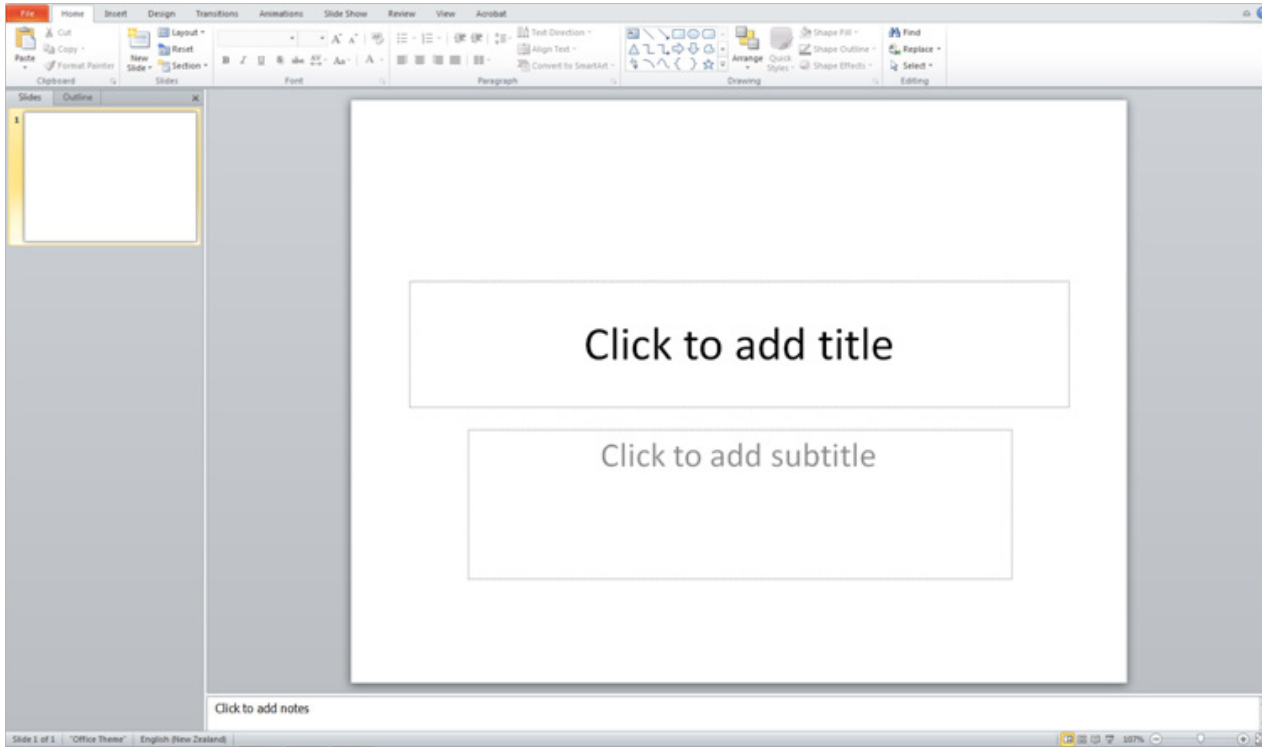 File Home Insert Design Transitions Animations Slide Show Review View Acrobat
Paste
Cut
Copy
Format Painter
Clipboard
New Slide
Layout
Reset
Section
Slides
B I U S abc AV Aa A
Font
Text Direction
Align Text
Convert to SmartArt
Paragraph
Arrange
Quick Styles
Shape Fill
Shape Outline
Shape Effects
Drawing
Find
Replace
Select
Editing
Slides Outline
1
Click to add title
Click to add subtitle
Click to add notes
Slide 1 of 1 "Office Theme" English (New Zealand) 107%